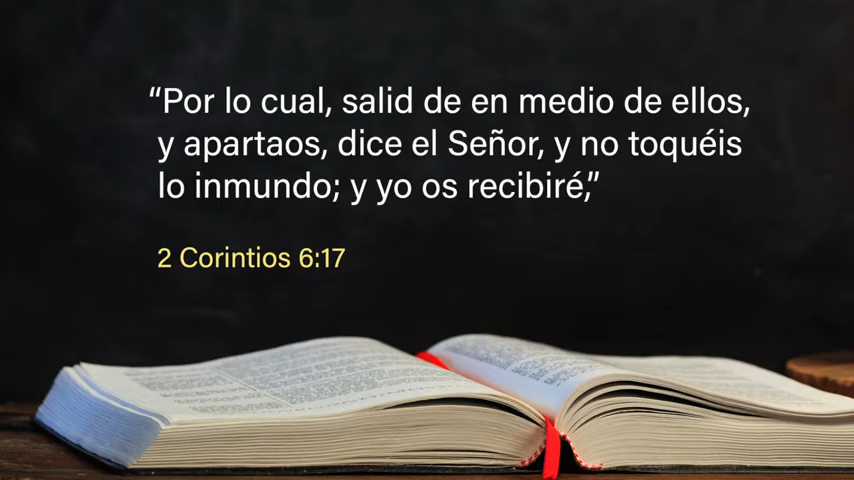 “Por lo cual, salid de en medio de ellos,
y apartaos, dice el Señor, y no toquéis
lo inmundo; y yo os recibiré,”
2 Corintios 6:17